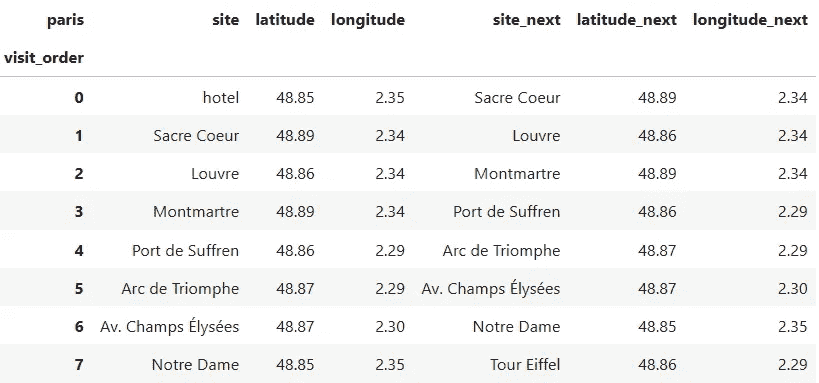 paris site latitude longitude site_next latitude_next longitude_next
visit_order
0 hotel 48.85 2.35 Sacre Coeur 48.89 2.34
1 Sacre Coeur 48.89 2.34 Louvre 48.86 2.34
2 Louvre 48.86 2.34 Montmartre 48.89 2.34
3 Montmartre 48.89 2.34 Port de Suffren 48.86 2.29
4 Port de Suffren 48.86 2.29 Arc de Triomphe 48.87 2.29
5 Arc de Triomphe 48.87 2.29 Av. Champs Élysées 48.87 2.30
6 Av. Champs Élysées 48.87 2.30 Notre Dame 48.85 2.35
7 Notre Dame 48.85 2.35 Tour Eiffel 48.86 2.29